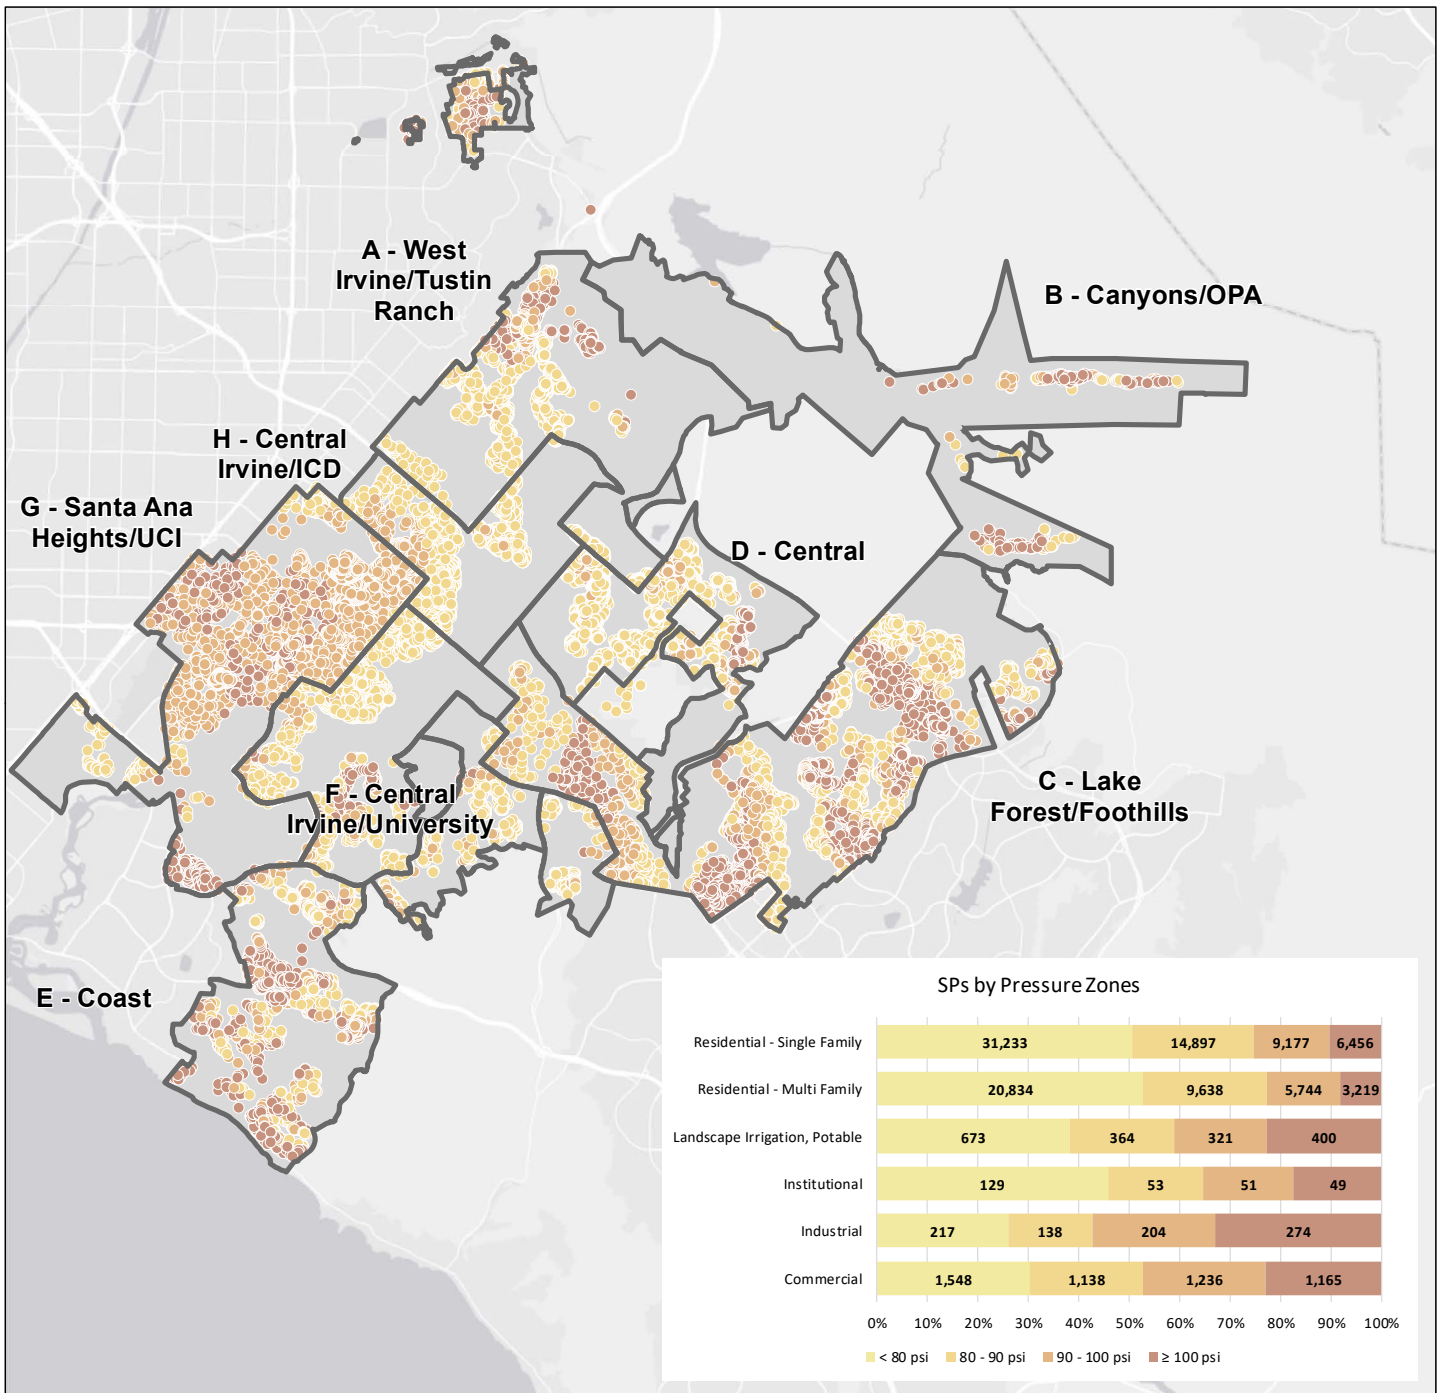 A - West
Irvine/Tustin
Ranch
B - Canyons/OPA
H - Central
Irvine/ICD
G - Santa Ana
Heights/UCI
D - Central
C - Lake
Forest/Foothills
F - Central
Irvine/University
E - Coast
SPs by Pressure Zones
Residential - Single Family 31,233 14,897 9,177 6,456
Residential - Multi Family 20,834 9,638 5,744 3,219
Landscape Irrigation, Potable 673 364 321 400
Institutional 129 53 51 49
Industrial 217 138 204 274
Commercial 1,548 1,138 1,236 1,165
0% 10% 20% 30% 40% 50% 60% 70% 80% 90% 100%
< 80 psi 80 - 90 psi 90 - 100 psi ≥ 100 psi